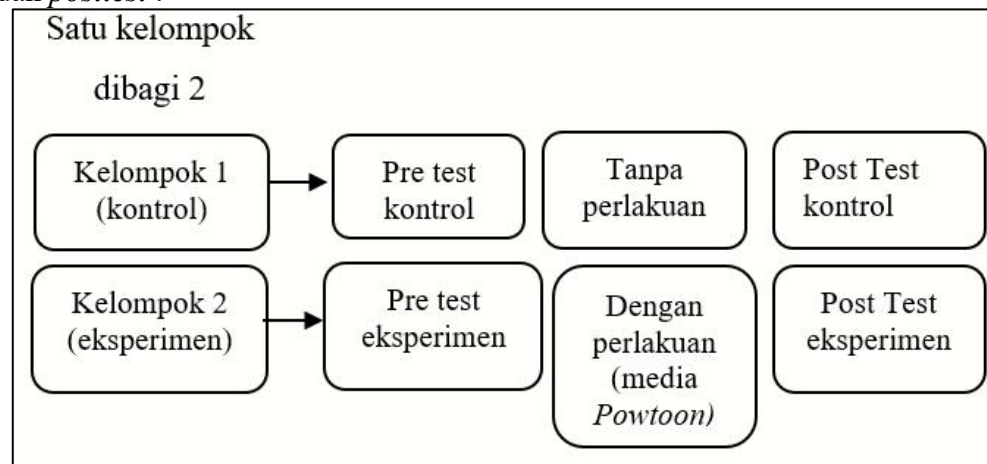 Satu kelompok
dibagi 2
Kelompok 1
(kontrol)
Pre test
kontrol
Tanpa
perlakuan
Post Test
kontrol
Kelompok 2
(eksperimen)
Pre test
eksperimen
Dengan
perlakuan
(media
Powtoon)
Post Test
eksperimen